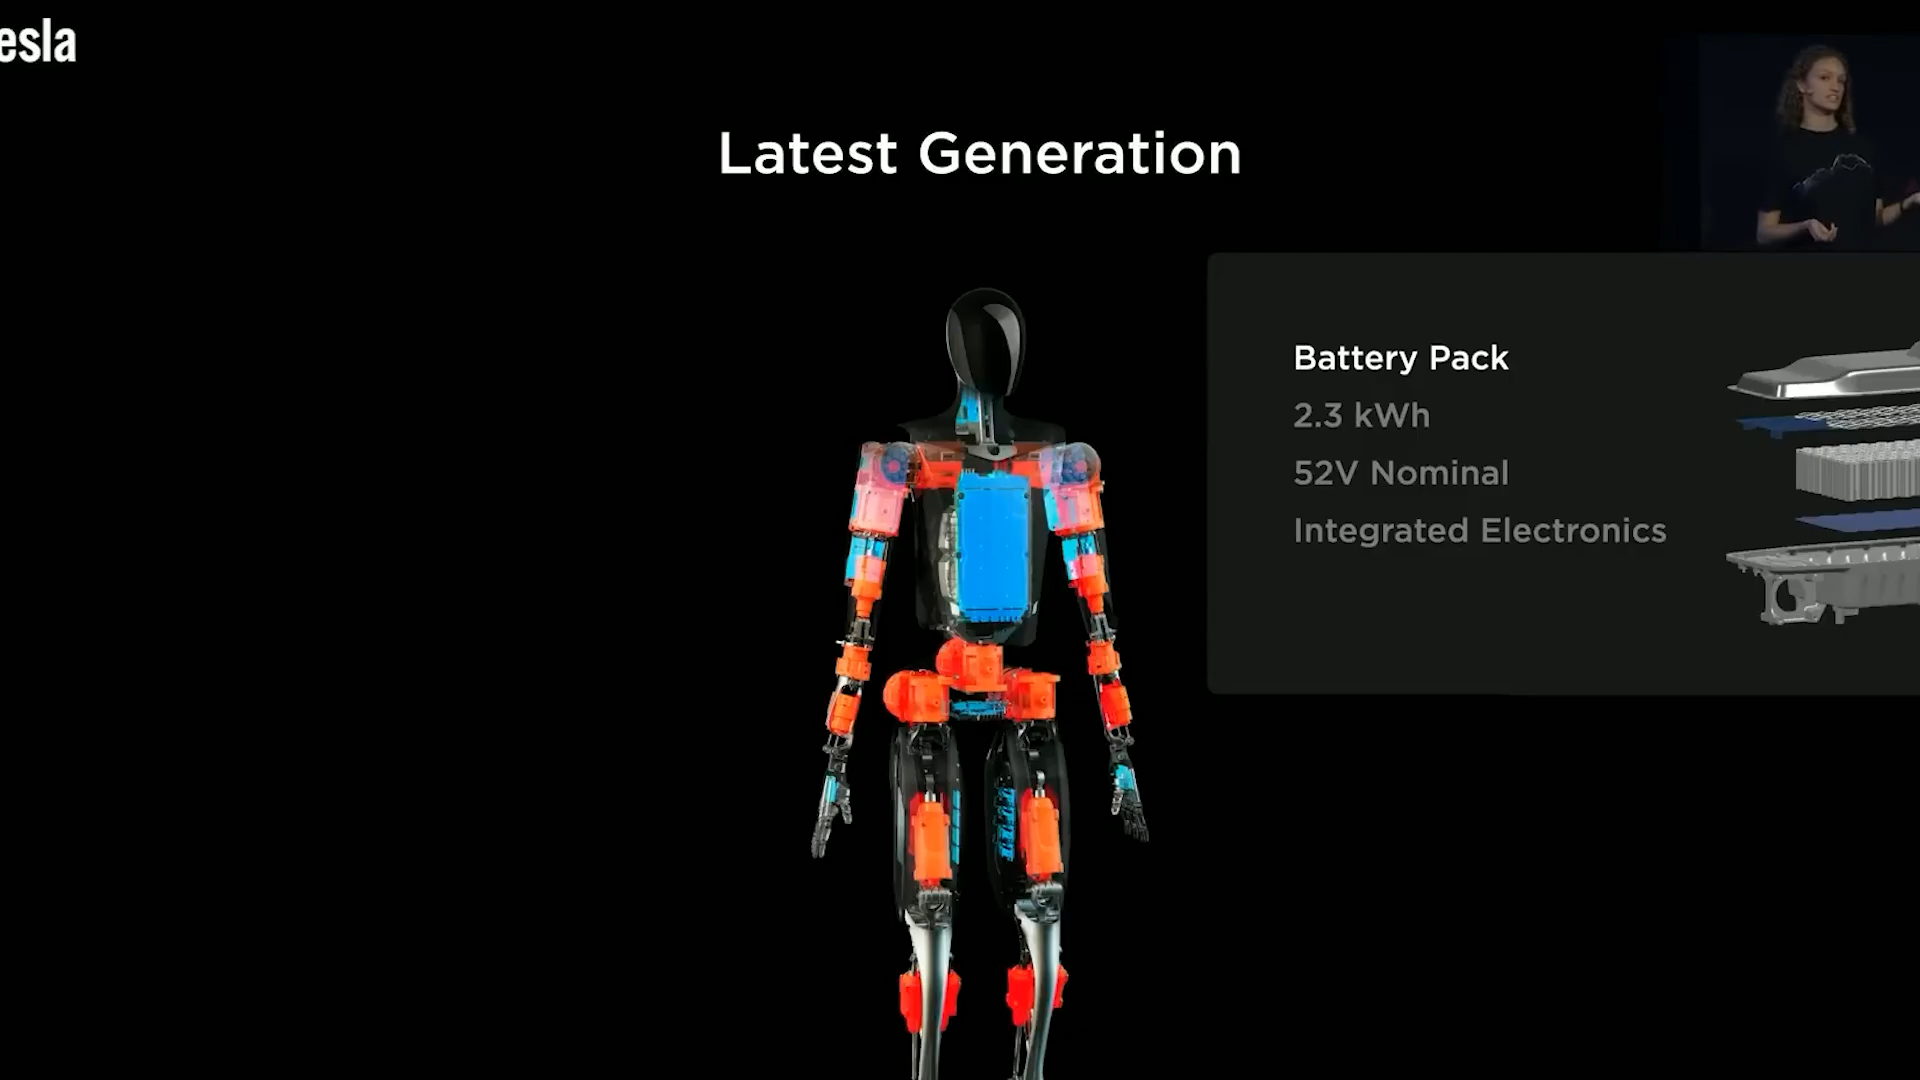 esla
Latest Generation
Battery Pack
2.3 kWh
52V Nominal
Integrated Electronics